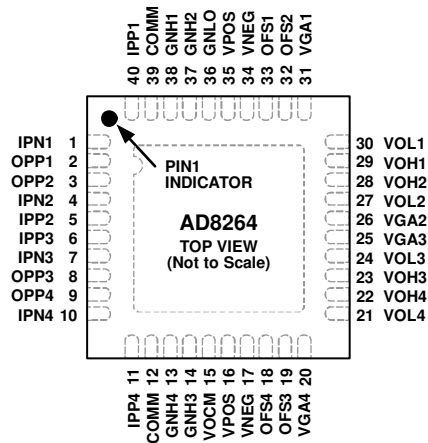 40 IPP1
39 COMM
38 GNH1
37 GNH2
36 GNLO
35 VPOS
34 VNEG
33 OFS1
32 OFS2
31 VGA1
IPN1 1
OPP1 2
OPP2 3
IPN2 4
IPP2 5
IPP3 6
IPN3 7
OPP3 8
OPP4 9
IPN4 10
PIN1
INDICATOR
AD8264
TOP VIEW
(Not to Scale)
30 VOL1
29 VOH1
28 VOH2
27 VOL2
26 VGA2
25 VGA3
24 VOL3
23 VOH3
22 VOH4
21 VOL4
IPP4 11
COMM 12
GNH4 13
GNH3 14
VOCM 15
VPOS 16
VNEG 17
OFS4 18
OFS3 19
VGA4 20